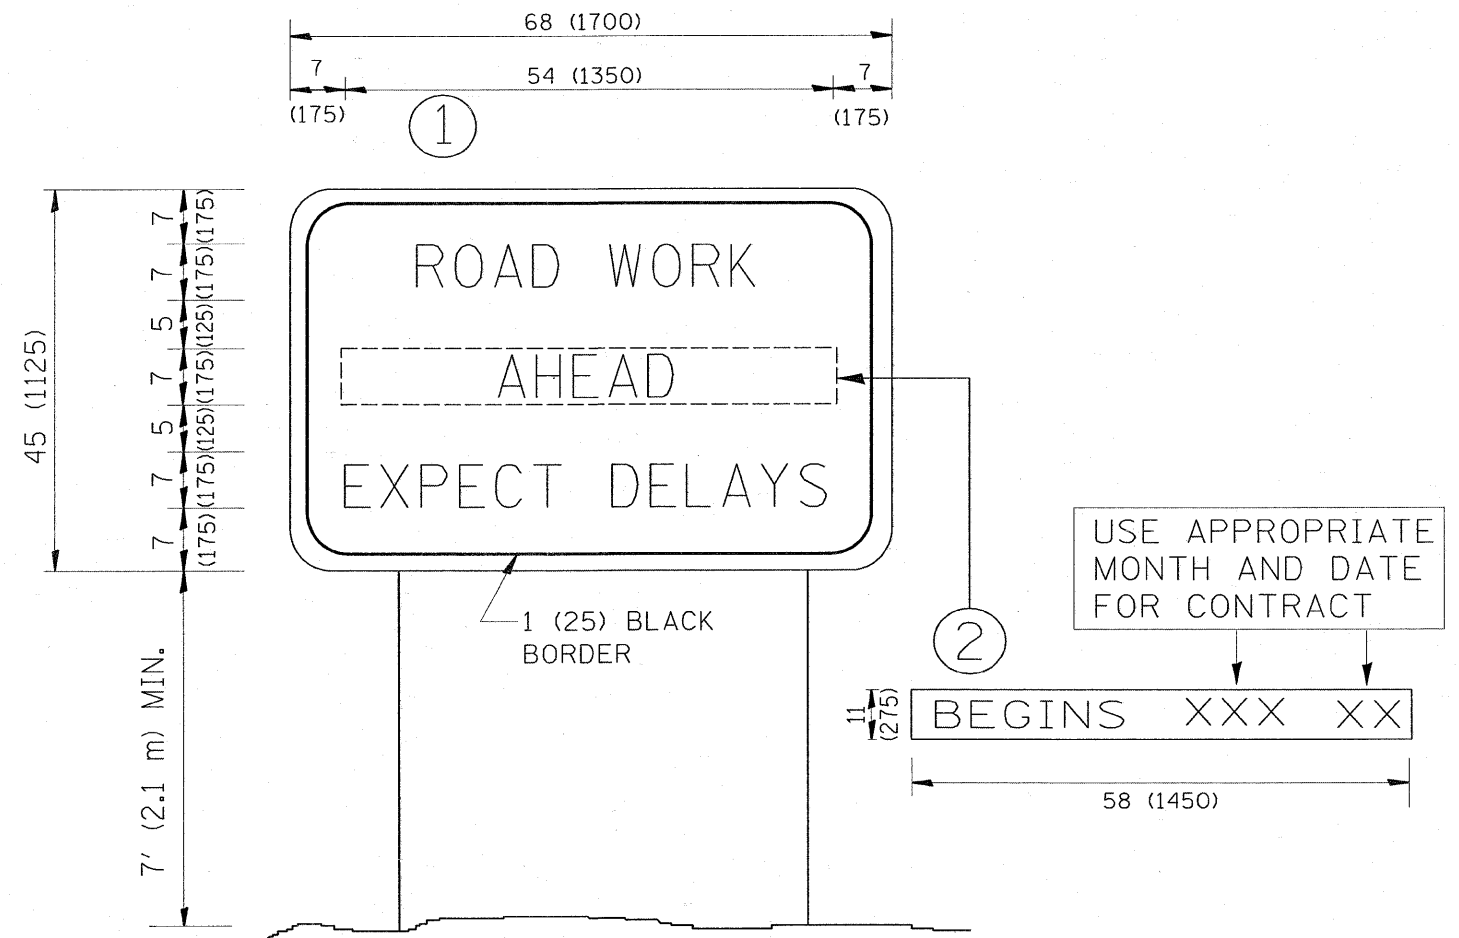 68 (1700)
7
54 (1350)
7
(175)
(175)
1
7
(175)
7
(175)
5
(125)
7
(175)
5
(125)
7
(175)
7
(175)
45 (1125)
ROAD WORK
AHEAD
EXPECT DELAYS
1 (25) BLACK
BORDER
7' (2.1 m) MIN.
2
USE APPROPRIATE
MONTH AND DATE
FOR CONTRACT
11
(275)
BEGINS XXX XX
58 (1450)